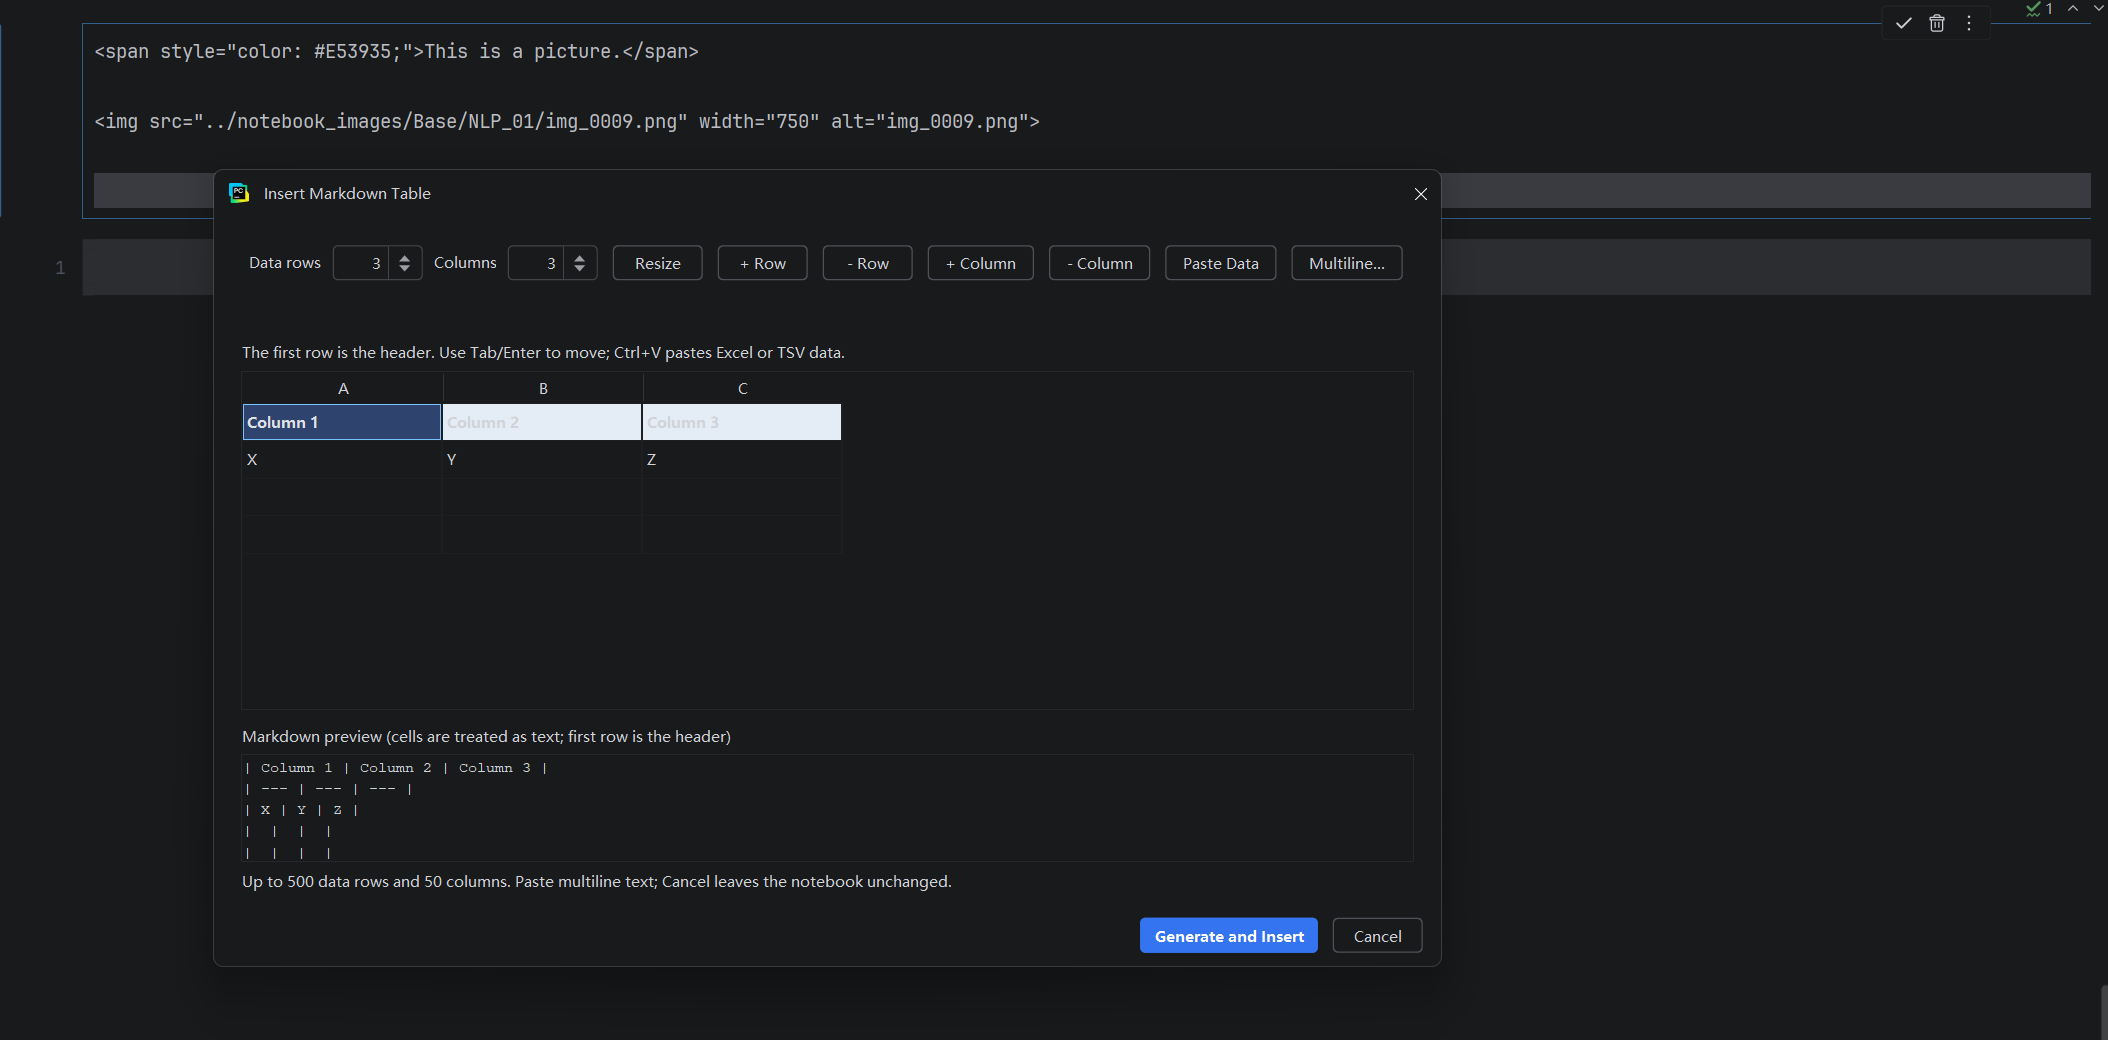 1
<span style="color: #E53935;">This is a picture.</span>
<img src="../notebook_images/Base/NLP_01/img_0009.png" width="750" alt="img_0009.png">
PC
Insert Markdown Table
1
Data rows 3 Columns 3 Resize + Row - Row + Column - Column Paste Data Multiline...
The first row is the header. Use Tab/Enter to move; Ctrl+V pastes Excel or TSV data.
A B C
Column 1 Column 2 Column 3
X Y Z
Markdown preview (cells are treated as text; first row is the header)
| Column 1 | Column 2 | Column 3 |
| --- | --- | --- |
| X | Y | Z |
|  |  |  |
|  |  |  |
Up to 500 data rows and 50 columns. Paste multiline text; Cancel leaves the notebook unchanged.
Generate and Insert Cancel